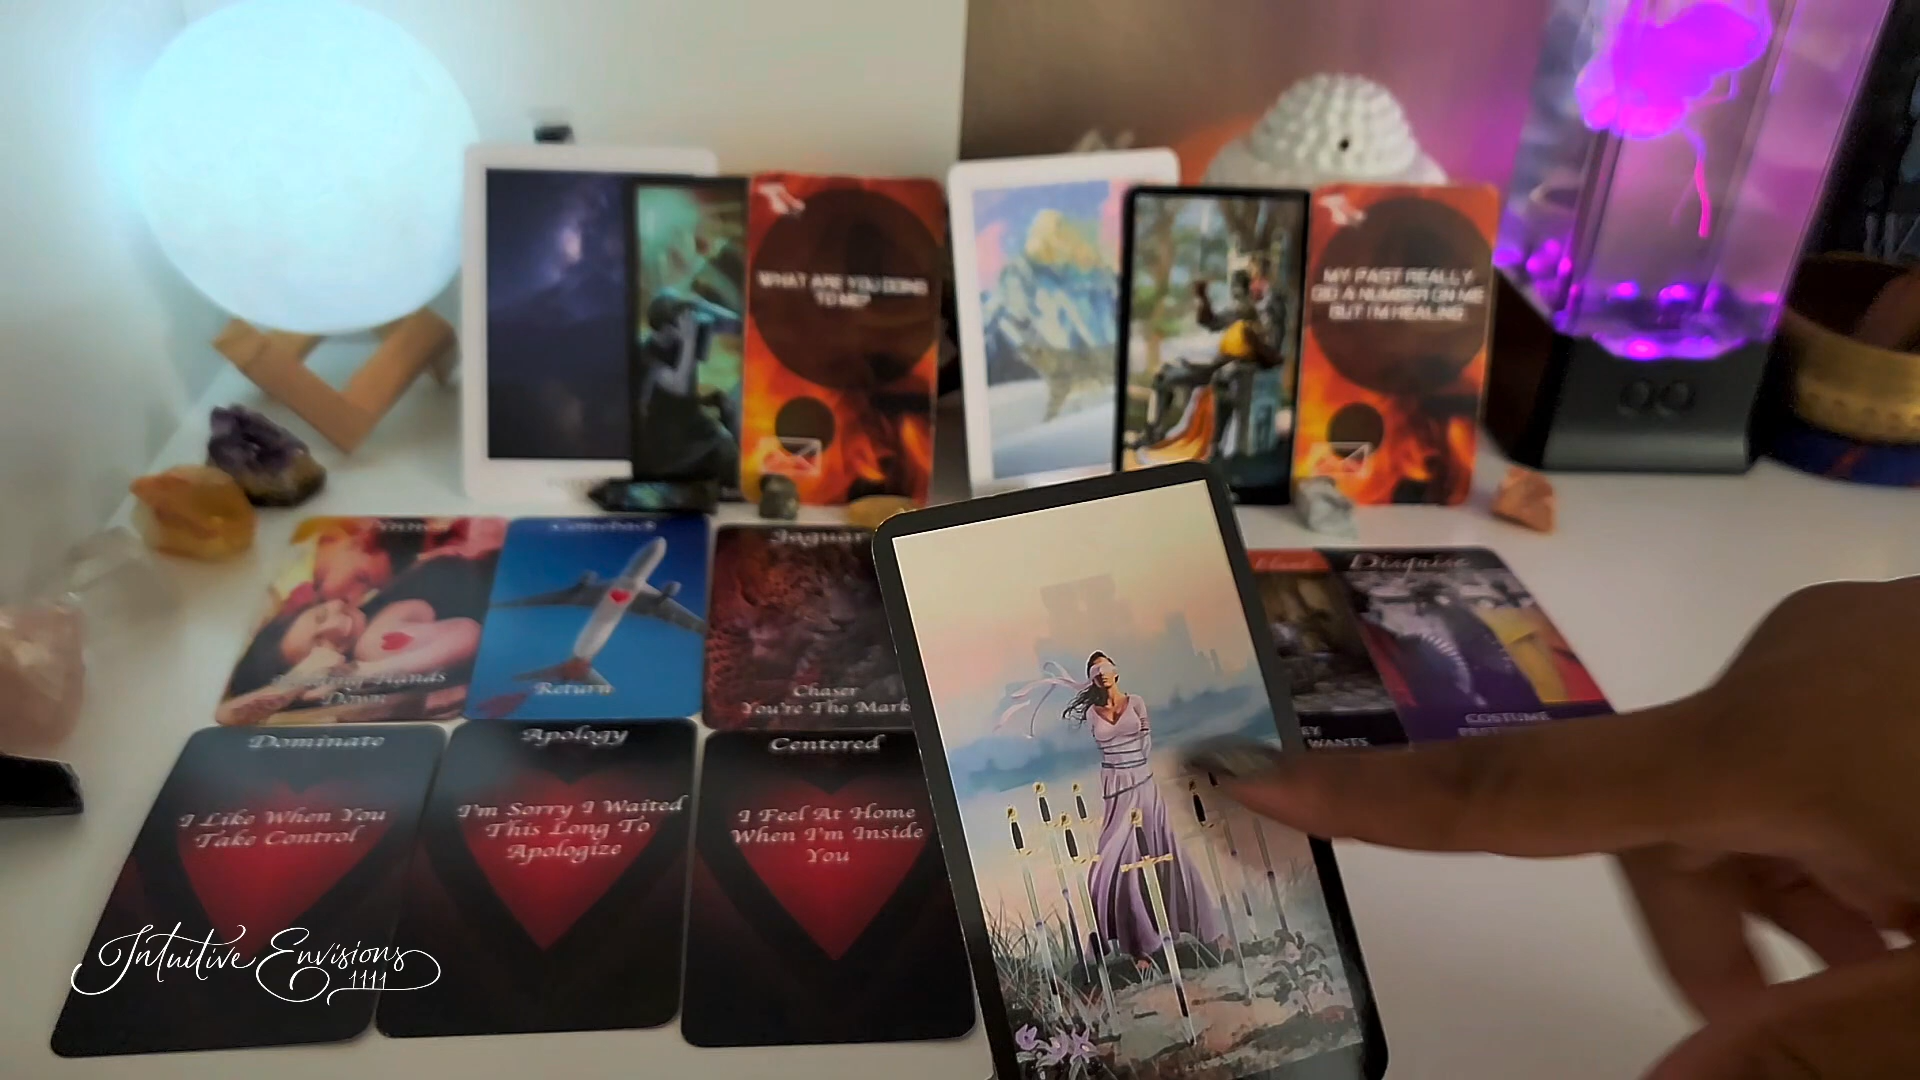 WHAT ARE YOU DOING
TO ME?
MY PAST REALLY
DID A NUMBER ON ME
BUT I'M HEALING
Comeback
Return
Jaguar
Chaser
You're The Mark
Disguise
COSTUME
WANTS
Dominate
I Like When You
Take Control
Apology
I'm Sorry I Waited
This Long To
Apologize
Centered
I Feel At Home
When I'm Inside
You
Intuitive Envisions
1111